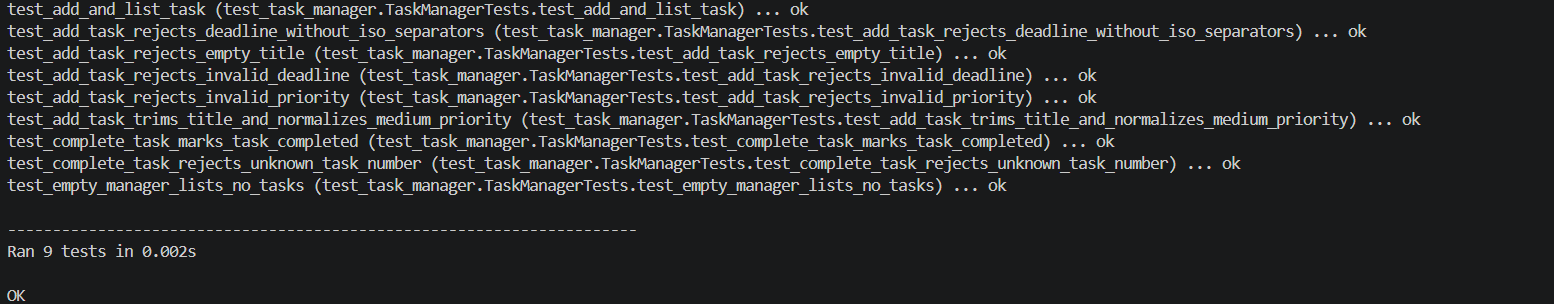 test_add_and_list_task (test_task_manager.TaskManagerTests.test_add_and_list_task) ... ok
test_add_task_rejects_deadline_without_iso_separators (test_task_manager.TaskManagerTests.test_add_task_rejects_deadline_without_iso_separators) ... ok
test_add_task_rejects_empty_title (test_task_manager.TaskManagerTests.test_add_task_rejects_empty_title) ... ok
test_add_task_rejects_invalid_deadline (test_task_manager.TaskManagerTests.test_add_task_rejects_invalid_deadline) ... ok
test_add_task_rejects_invalid_priority (test_task_manager.TaskManagerTests.test_add_task_rejects_invalid_priority) ... ok
test_add_task_trims_title_and_normalizes_medium_priority (test_task_manager.TaskManagerTests.test_add_task_trims_title_and_normalizes_medium_priority) ... ok
test_complete_task_marks_task_completed (test_task_manager.TaskManagerTests.test_complete_task_marks_task_completed) ... ok
test_complete_task_rejects_unknown_task_number (test_task_manager.TaskManagerTests.test_complete_task_rejects_unknown_task_number) ... ok
test_empty_manager_lists_no_tasks (test_task_manager.TaskManagerTests.test_empty_manager_lists_no_tasks) ... ok
----------------------------------------------------------------------
Ran 9 tests in 0.002s
OK